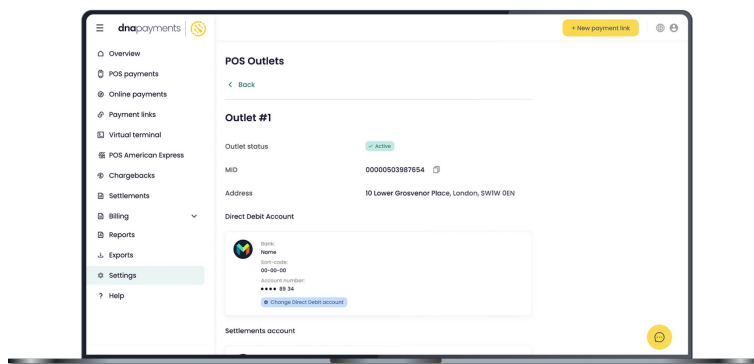 dnapayments
+ New payment link
Overview
POS payments
Online payments
Payment links
Virtual terminal
POS American Express
Chargebacks
Settlements
Billing
Reports
Exports
Settings
? Help
POS Outlets
Back
Outlet #1
Outlet status
Active
MID
00000503987654
Address
10 Lower Grosvenor Place, London, SW1W 0EN
Direct Debit Account
Bank:
Name
Sort-code:
00-00-00
Account number:
•••• 89 34
Change Direct Debit account
Settlements account